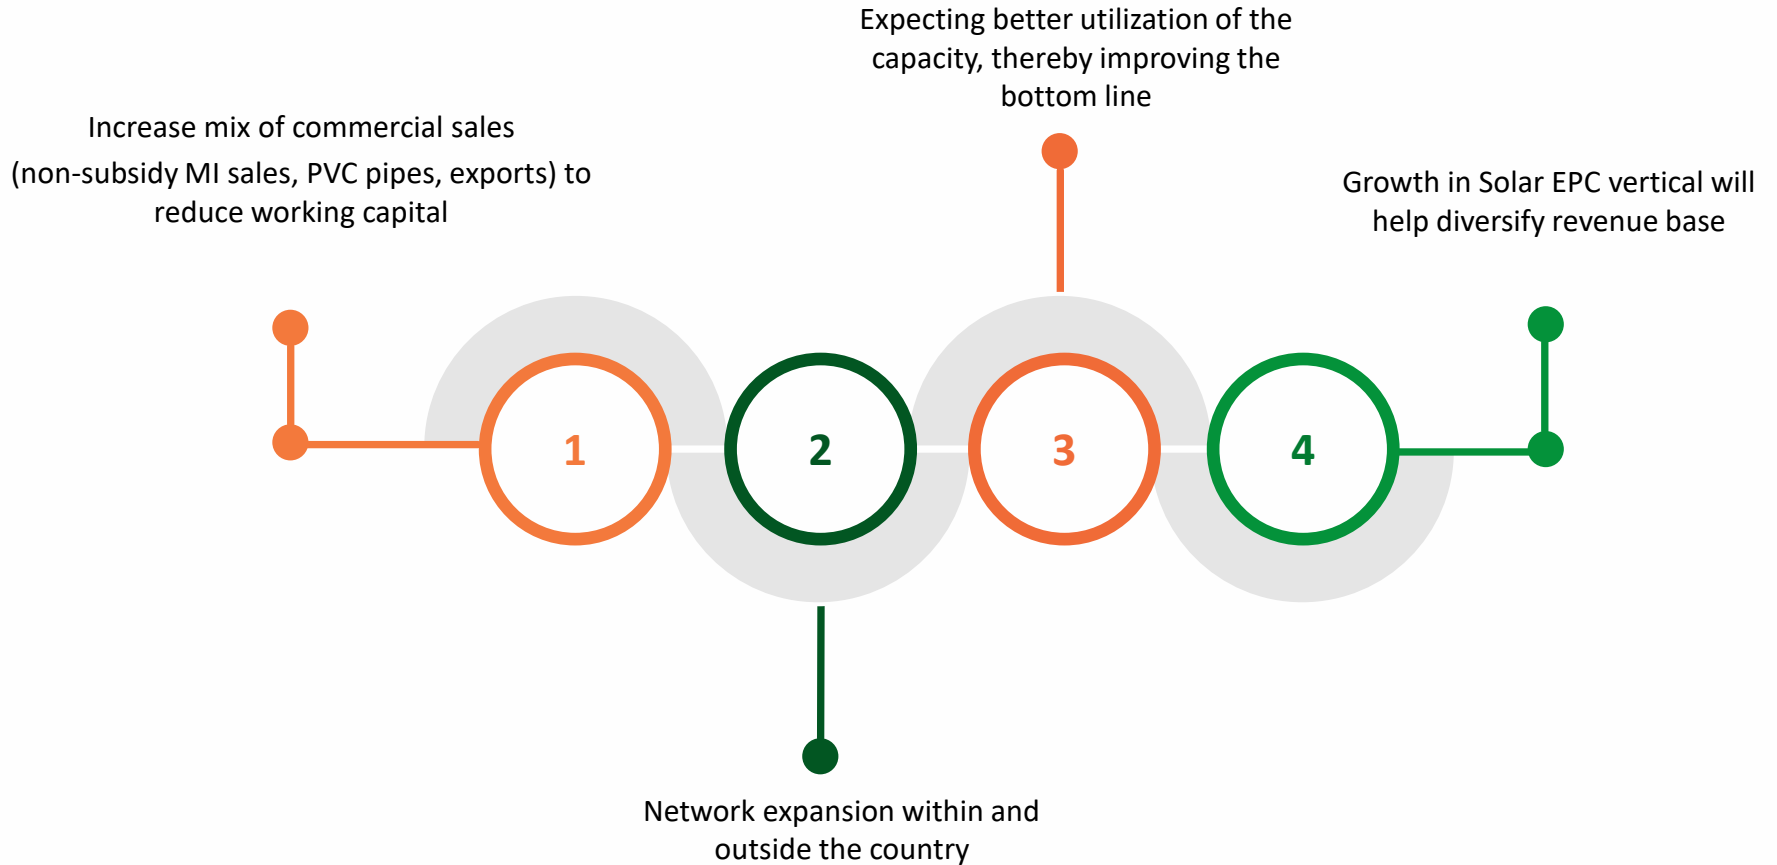 Increase mix of commercial sales
(non-subsidy MI sales, PVC pipes, exports) to
reduce working capital
Expecting better utilization of the
capacity, thereby improving the
bottom line
Growth in Solar EPC vertical will
help diversify revenue base
1
2
3
4
Network expansion within and
outside the country